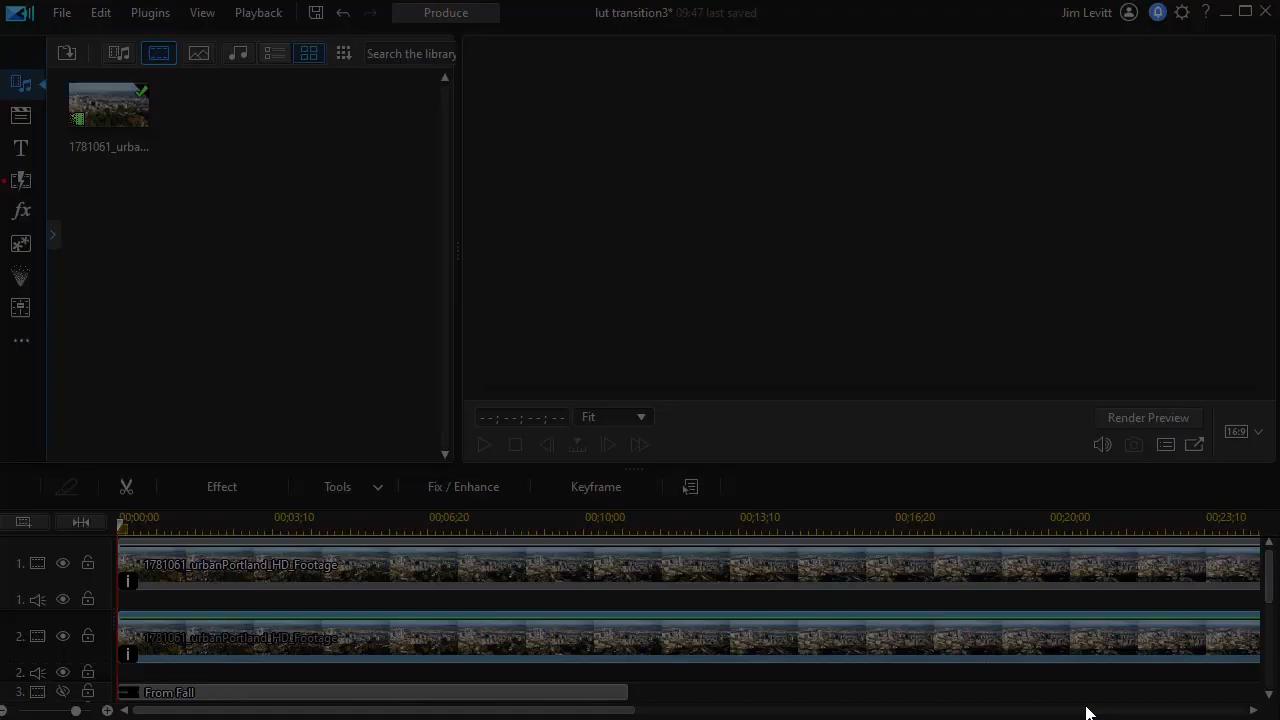 File Edit Plugins View Playback Produce lut transition3* 09:47 last saved Jim Levitt ?
Search the library
1781061_urba...
T
fx
--;--;--;-- Fit Render Preview
16:9
Effect Tools Fix / Enhance Keyframe
00;00;00 00;03;10 00;06;20 00;10;00 00;13;10 00;16;20 00;20;00 00;23;10
1. 1781061_urbanPortland_HD_Footage
i
1.
2. 1781061_urbanPortland_HD_Footage
i
2.
3. From Fall